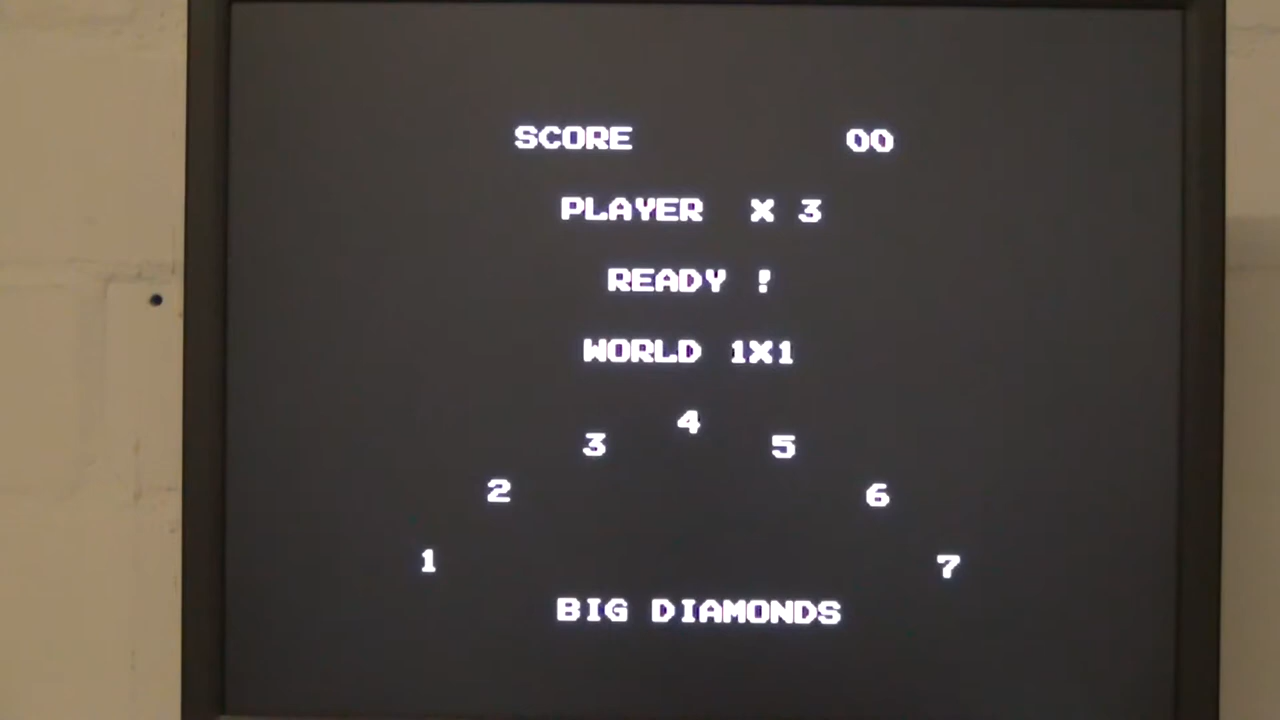 SCORE 00
PLAYER X 3
READY !
WORLD 1X1
4
3 5
2 6
1 7
BIG DIAMONDS